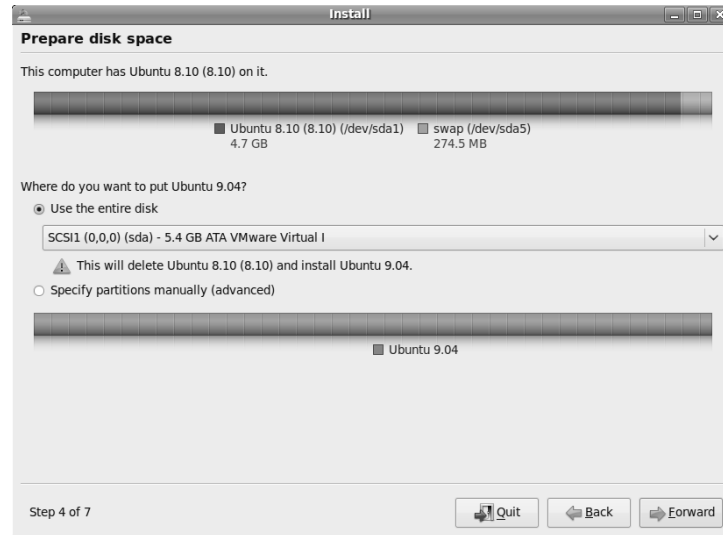 Install
Prepare disk space
This computer has Ubuntu 8.10 (8.10) on it.
Ubuntu 8.10 (8.10) (/dev/sda1) swap (/dev/sda5)
4.7 GB 274.5 MB
Where do you want to put Ubuntu 9.04?
Use the entire disk
SCSI1 (0,0,0) (sda) - 5.4 GB ATA VMware Virtual I
This will delete Ubuntu 8.10 (8.10) and install Ubuntu 9.04.
Specify partitions manually (advanced)
Ubuntu 9.04
Step 4 of 7 Quit Back Forward